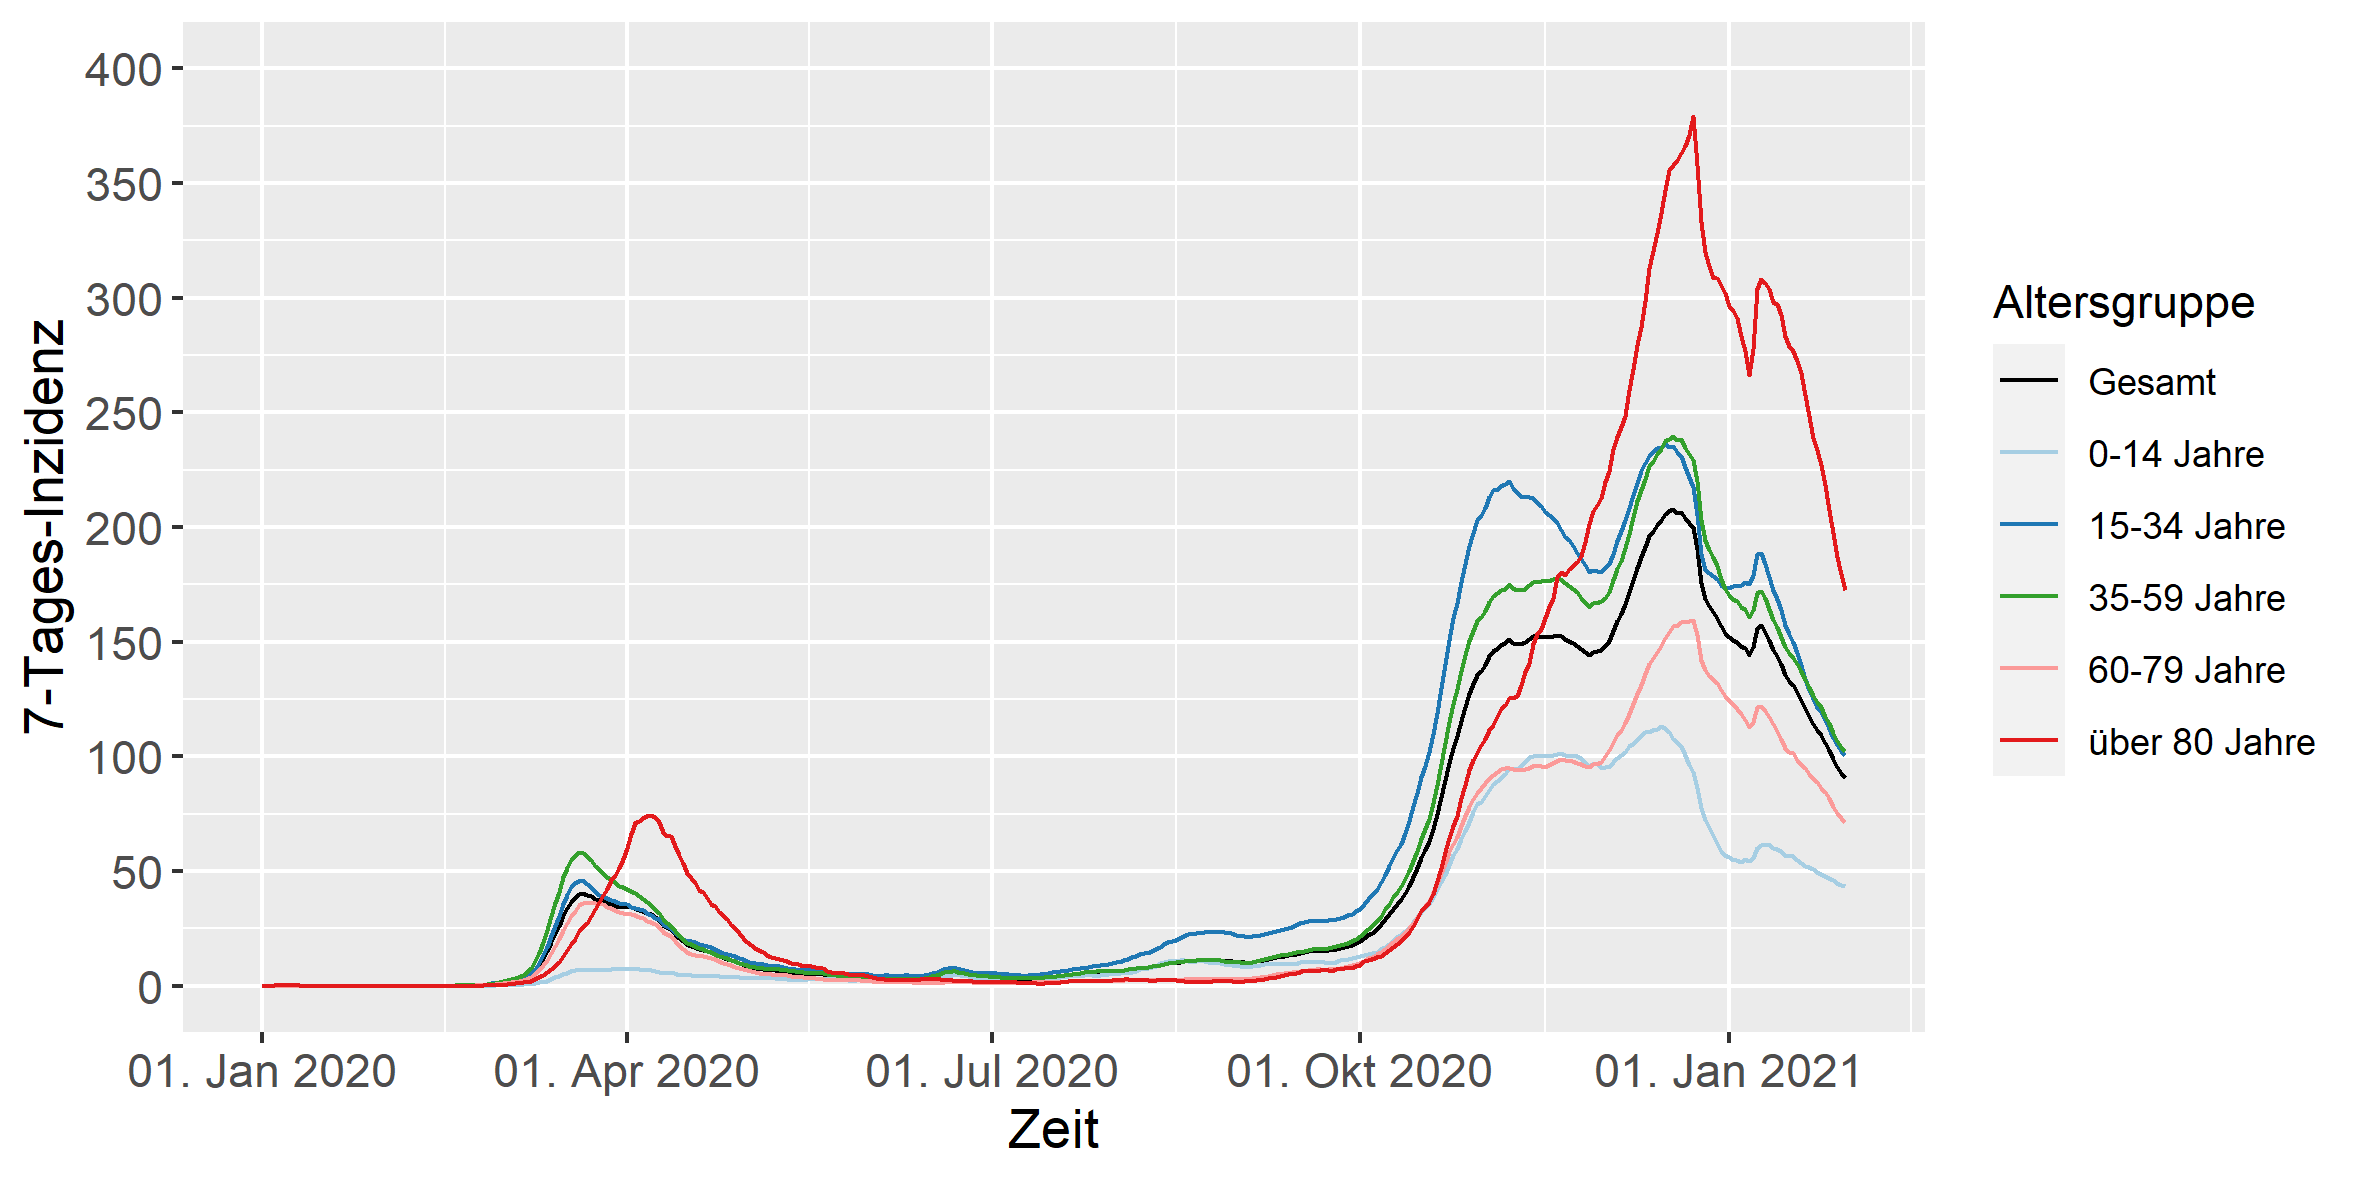 7-Tages-Inzidenz
400
350
300
250
200
150
100
50
0
01. Jan 2020
01. Apr 2020
01. Jul 2020
01. Okt 2020
01. Jan 2021
Zeit
Altersgruppe
Gesamt
0-14 Jahre
15-34 Jahre
35-59 Jahre
60-79 Jahre
über 80 Jahre